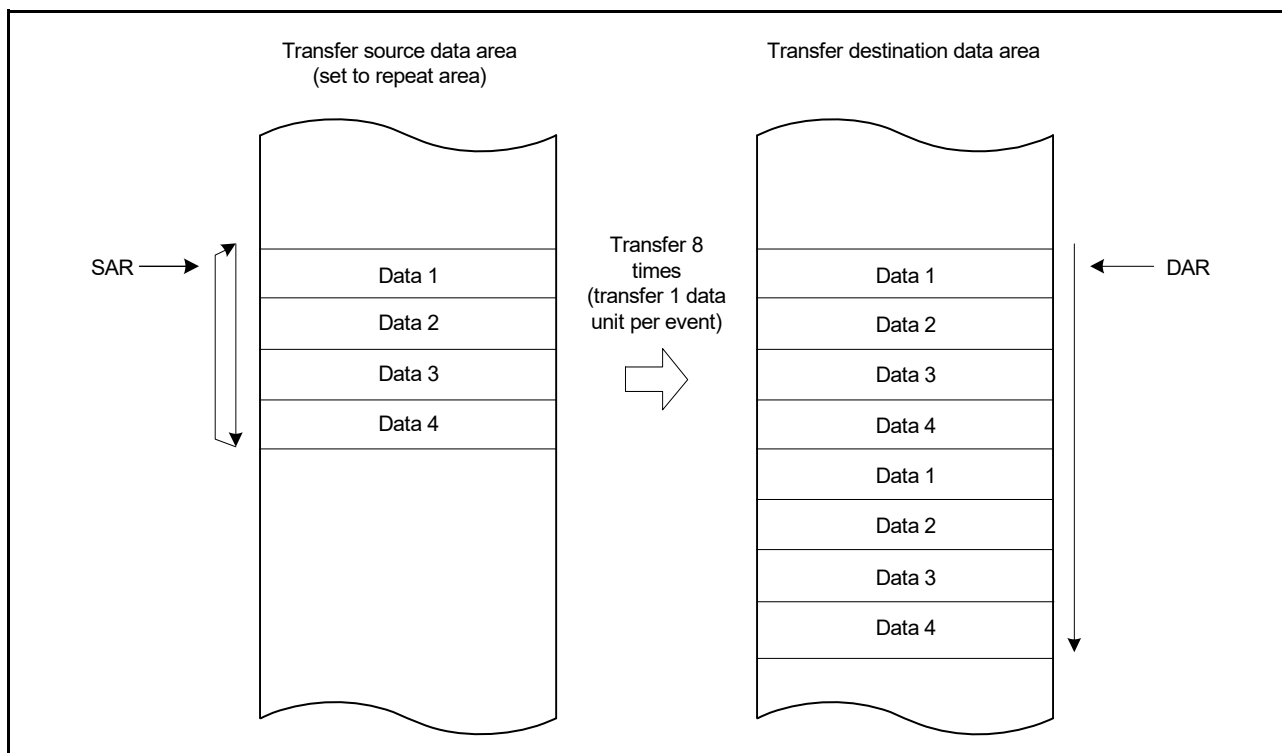 Transfer source data area
(set to repeat area)
Transfer destination data area
SAR
Data 1
Data 2
Data 3
Data 4
Transfer 8
times
(transfer 1 data
unit per event)
Data 1
Data 2
Data 3
Data 4
Data 1
Data 2
Data 3
Data 4
DAR